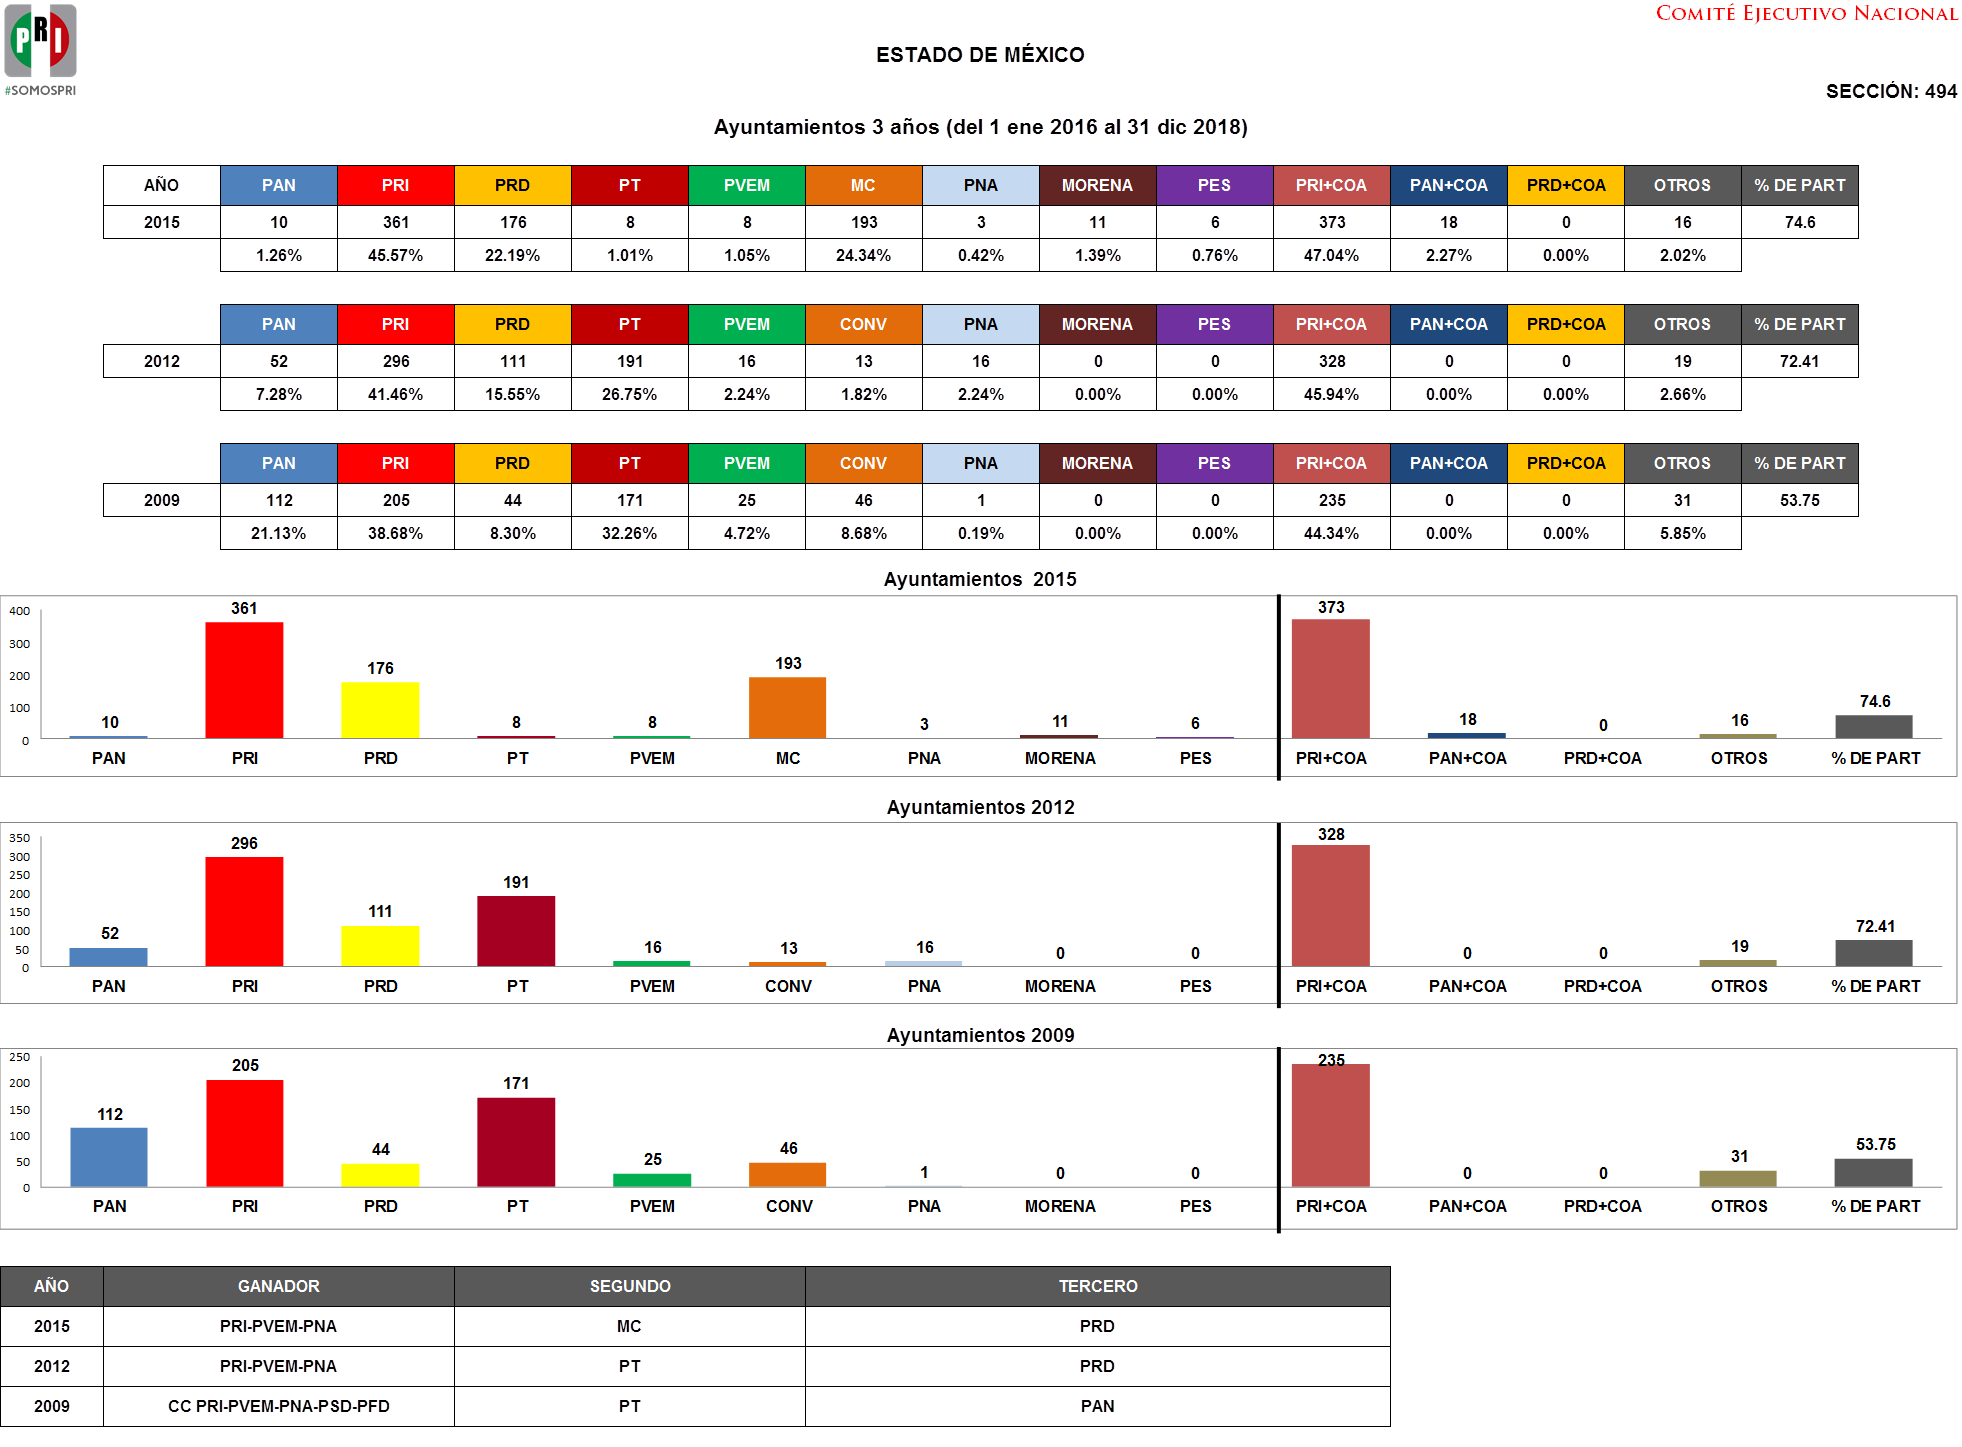 PRI
#SOMOSPRI
COMITÉ EJECUTIVO NACIONAL
ESTADO DE MÉXICO
SECCIÓN: 494
Ayuntamientos 3 años (del 1 ene 2016 al 31 dic 2018)
AÑO PAN PRI PRD PT PVEM MC PNA MORENA PES PRI+COA PAN+COA PRD+COA OTROS % DE PART
2015 10 361 176 8 8 193 3 11 6 373 18 0 16 74.6
1.26% 45.57% 22.19% 1.01% 1.05% 24.34% 0.42% 1.39% 0.76% 47.04% 2.27% 0.00% 2.02%
PAN PRI PRD PT PVEM CONV PNA MORENA PES PRI+COA PAN+COA PRD+COA OTROS % DE PART
2012 52 296 111 191 16 13 16 0 0 328 0 0 19 72.41
7.28% 41.46% 15.55% 26.75% 2.24% 1.82% 2.24% 0.00% 0.00% 45.94% 0.00% 0.00% 2.66%
PAN PRI PRD PT PVEM CONV PNA MORENA PES PRI+COA PAN+COA PRD+COA OTROS % DE PART
2009 112 205 44 171 25 46 1 0 0 235 0 0 31 53.75
21.13% 38.68% 8.30% 32.26% 4.72% 8.68% 0.19% 0.00% 0.00% 44.34% 0.00% 0.00% 5.85%
Ayuntamientos 2015
400
300
200
100
0
10 361 176 8 8 193 3 11 6 373 18 0 16 74.6
PAN PRI PRD PT PVEM MC PNA MORENA PES PRI+COA PAN+COA PRD+COA OTROS % DE PART
Ayuntamientos 2012
350
300
250
200
150
100
50
0
52 296 111 191 16 13 16 0 0 328 0 0 19 72.41
PAN PRI PRD PT PVEM CONV PNA MORENA PES PRI+COA PAN+COA PRD+COA OTROS % DE PART
Ayuntamientos 2009
250
200
150
100
50
0
112 205 44 171 25 46 1 0 0 235 0 0 31 53.75
PAN PRI PRD PT PVEM CONV PNA MORENA PES PRI+COA PAN+COA PRD+COA OTROS % DE PART
AÑO GANADOR SEGUNDO TERCERO
2015 PRI-PVEM-PNA MC PRD
2012 PRI-PVEM-PNA PT PRD
2009 CC PRI-PVEM-PNA-PSD-PFD PT PAN